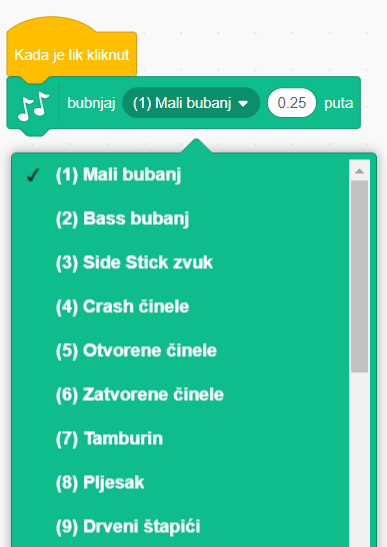 Kada je lik kliknut
bubnjaj (1) Mali bubanj 0.25 puta
(1) Mali bubanj
(2) Bass bubanj
(3) Side Stick zvuk
(4) Crash činele
(5) Otvorene činele
(6) Zatvorene činele
(7) Tamburin
(8) Pljesak
(9) Drveni štapići